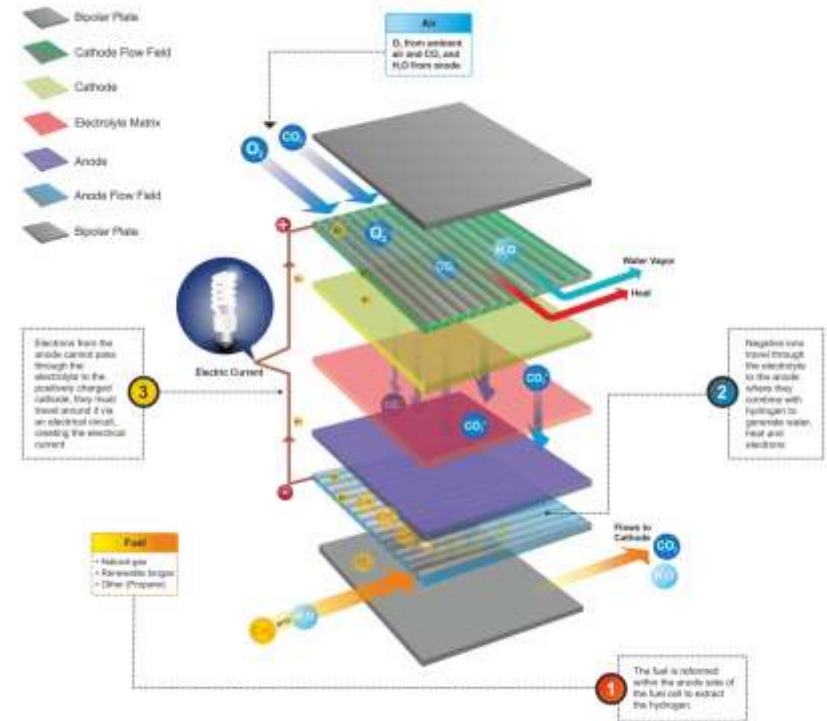 Bipolar Plate
Cathode Flow Field
Cathode
Electrolyte Matrix
Anode
Anode Flow Field
Bipolar Plate
Air
O₂ from ambient
air and CO₂ and
H₂O from anode
O₂
CO₂
O₂
CO₂
H₂O
Water Vapor
Heat
Electric Current
Electrons from the
anode cannot pass
through the
electrolyte to the
positively charged
cathode, they must
travel around it via
an electrical circuit,
creating the electrical
current
3
2
Negative ions
travel through
the electrolyte
to the anode
where they
combine with
hydrogen to
generate water,
heat and
electrons
Fuel
• Natural gas
• Renewable biogas
• Other (Propane)
and
H₂O
Flows to
Cathode
CO₂
H₂O
1
The fuel is reformed
within the anode side of
the fuel cell to extract
the hydrogen.